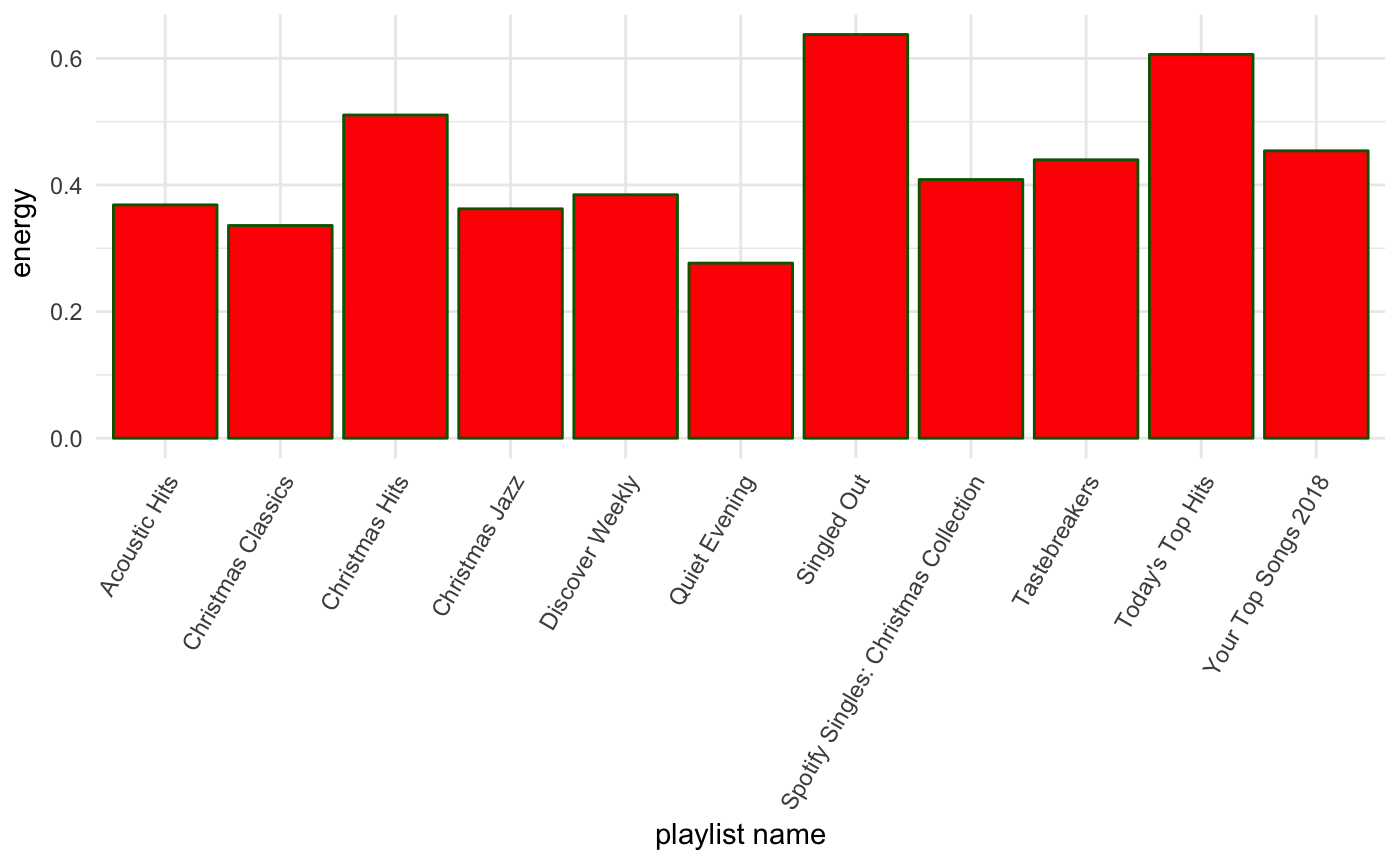 0.6
0.4
0.2
0.0
energy
Acoustic Hits
Christmas Classics
Christmas Hits
Christmas Jazz
Discover Weekly
Quiet Evening
Singled Out
Spotify Singles: Christmas Collection
Tastebreakers
Today's Top Hits
Your Top Songs 2018
playlist name